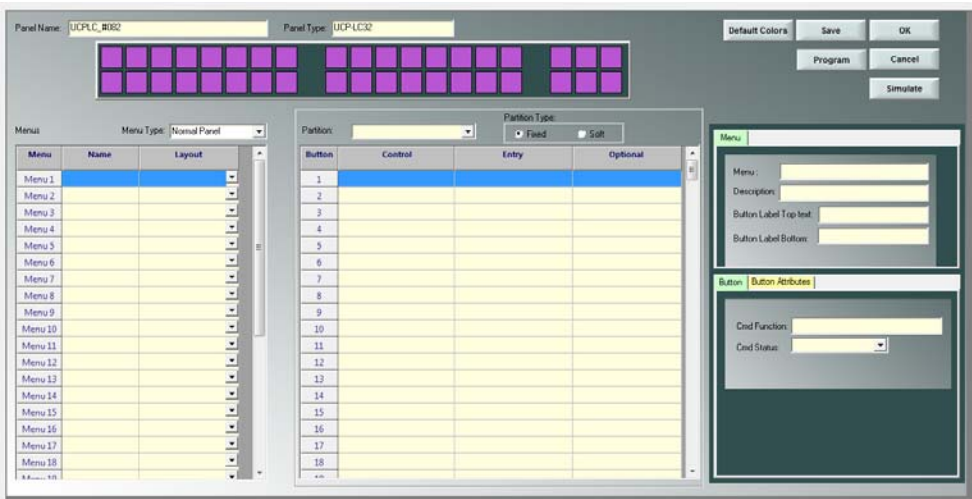 Panel Name: UCPLC_#082 Panel Type: UCP-LC32
Default Colors Save OK
Program Cancel
Simulate
Menus Menu Type: Normal Panel
Menu Name Layout
Menu 1
Menu 2
Menu 3
Menu 4
Menu 5
Menu 6
Menu 7
Menu 8
Menu 9
Menu 10
Menu 11
Menu 12
Menu 13
Menu 14
Menu 15
Menu 16
Menu 17
Menu 18
Menu 19
Partition: Partition Type:
Fixed Soft
Button Control Entry Optional
1
2
3
4
5
6
7
8
9
10
11
12
13
14
15
16
17
18
Menu
Menu :
Description:
Button Label Top text:
Button Label Bottom:
Button Button Attributes
Cmd Function:
Cmd Status: